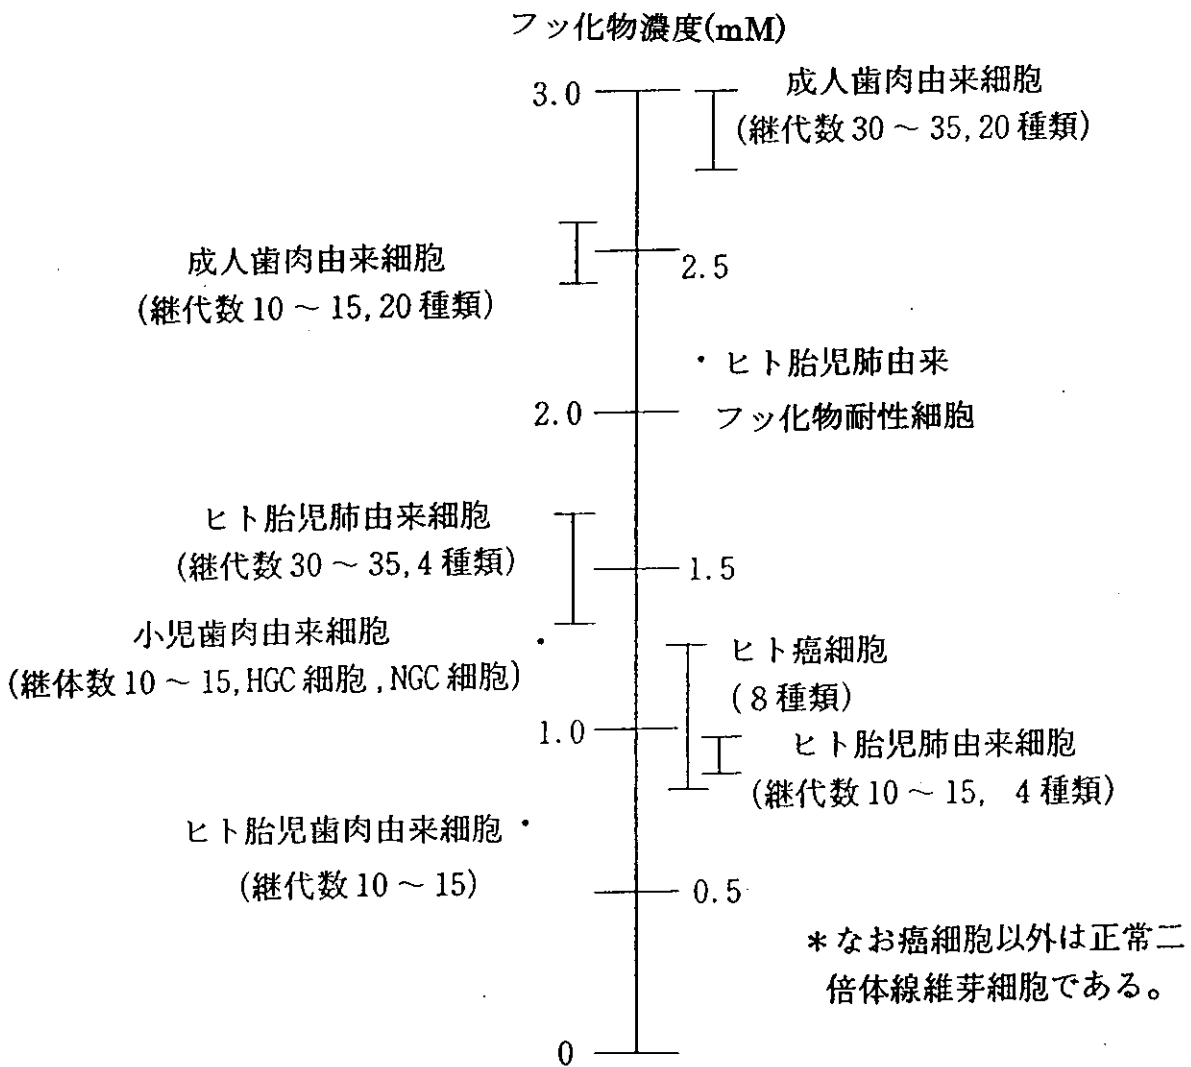 フッ化物濃度(mM)
3.0
成人歯肉由来細胞
(継代数 30 ～ 35, 20 種類)
成人歯肉由来細胞
(継代数 10 ～ 15, 20 種類)
2.5
・ヒト胎児肺由来
フッ化物耐性細胞
2.0
ヒト胎児肺由来細胞
(継代数 30 ～ 35, 4 種類)
1.5
小児歯肉由来細胞 ・
(継体数 10 ～ 15, HGC 細胞 , NGC 細胞)
ヒト癌細胞
(8 種類)
1.0
ヒト胎児肺由来細胞
(継代数 10 ～ 15, 4 種類)
ヒト胎児歯肉由来細胞 ・
(継代数 10 ～ 15)
0.5
＊なお癌細胞以外は正常二
倍体線維芽細胞である。
0